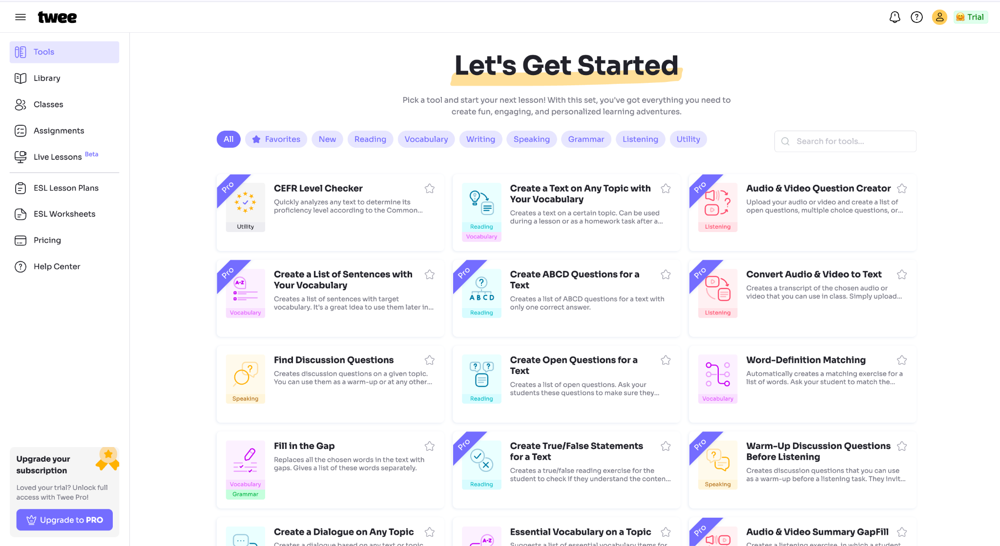 twee
🤗 Trial
Tools
Library
Classes
Assignments
Live Lessons Beta
ESL Lesson Plans
ESL Worksheets
Pricing
Help Center
Upgrade your
subscription
Loved your trial? Unlock full
access with Twee Pro!
Upgrade to PRO
Let's Get Started
Pick a tool and start your next lesson! With this set, you've got everything you need to
create fun, engaging, and personalized learning adventures.
All Favorites New Reading Vocabulary Writing Speaking Grammar Listening Utility
Search for tools...
Pro
Utility
CEFR Level Checker
Quickly analyzes any text to determine its
proficiency level according to the Common...
Reading
Vocabulary
Create a Text on Any Topic with
Your Vocabulary
Creates a text on a certain topic. Can be used
during a lesson or as a homework task after a...
Pro
Listening
Audio & Video Question Creator
Upload your audio or video and create a list of
open questions, multiple choice questions, or...
Pro
A-Z
Vocabulary
Create a List of Sentences with
Your Vocabulary
Creates a list of sentences with target
vocabulary. It's a great idea to use them later in...
Pro
?
A B C D
Reading
Create ABCD Questions for a
Text
Creates a list of ABCD questions for a text with
only one correct answer.
Pro
Listening
Convert Audio & Video to Text
Creates a transcript of the chosen audio or
video that you can use in class. Simply upload...
Speaking
Find Discussion Questions
Creates discussion questions on a given topic.
You can use them as a warm-up or at any other...
Reading
Create Open Questions for a
Text
Creates a list of open questions. Ask your
students these questions to make sure they...
Vocabulary
Word-Definition Matching
Automatically creates a matching exercise for a
list of words. Ask your student to match the...
Vocabulary
Grammar
Fill in the Gap
Replaces all the chosen words in the text with
gaps. Gives a list of these words separately.
Pro
Reading
Create True/False Statements
for a Text
Creates a true/false reading exercise for the
student to check if they understand the conten...
Pro
Speaking
Warm-Up Discussion Questions
Before Listening
Creates discussion questions that you can use
as a warm-up before a listening task. They invit...
Create a Dialogue on Any Topic
Creates a dialogue based on any text or topic
A-Z
Essential Vocabulary on a Topic
Suggests a list of essential vocabulary items for
Pro
Audio & Video Summary GapFill
Creates a listening exercise, in which a student